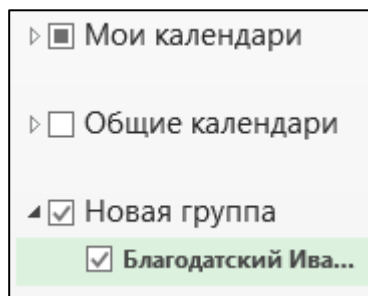 Мои календари
Общие календари
Новая группа
Благодатский Ива...